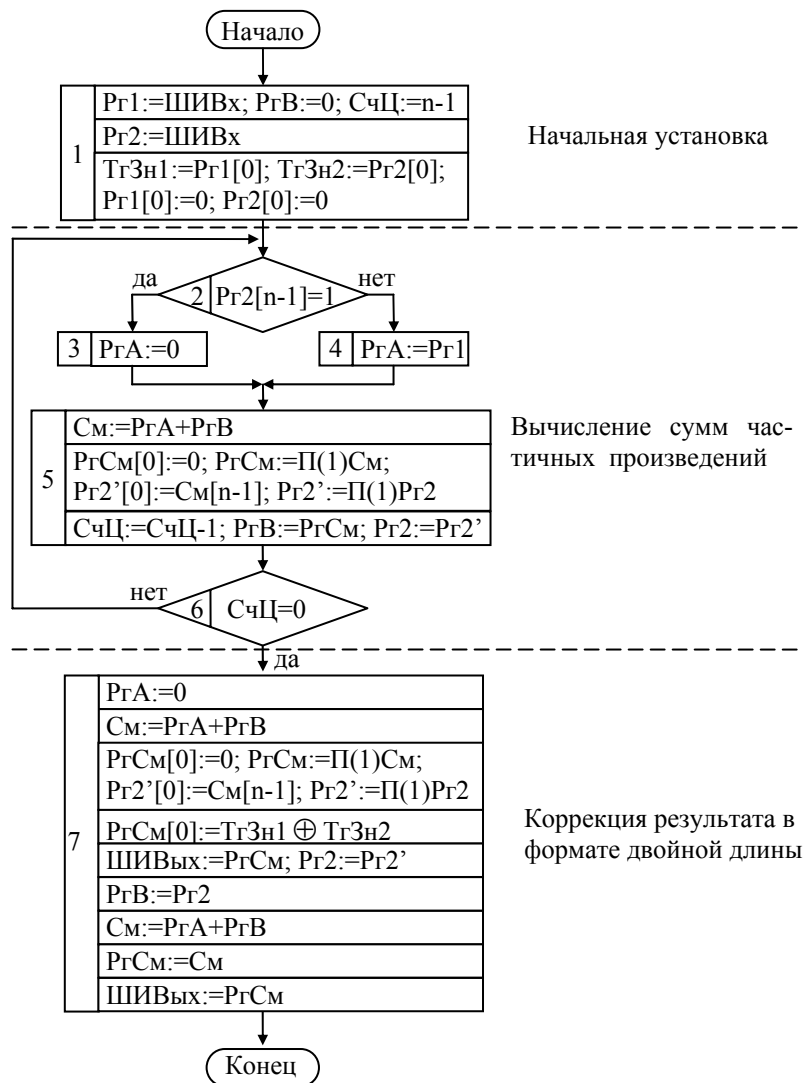 Начало
1
Рг1:=ШИВх; РгВ:=0; СчЦ:=n-1
Рг2:=ШИВх
ТгЗн1:=Рг1[0]; ТгЗн2:=Рг2[0];
Рг1[0]:=0; Рг2[0]:=0
Начальная установка
да
нет
2
Рг2[n-1]=1
3
РгА:=0
4
РгА:=Рг1
5
См:=РгА+РгВ
РгСм[0]:=0; РгСм:=П(1)См;
Рг2’[0]:=См[n-1]; Рг2’:=П(1)Рг2
СчЦ:=СчЦ-1; РгВ:=РгСм; Рг2:=Рг2’
Вычисление сумм час-
тичных произведений
нет
6
СчЦ=0
да
7
РгА:=0
См:=РгА+РгВ
РгСм[0]:=0; РгСм:=П(1)См;
Рг2’[0]:=См[n-1]; Рг2’:=П(1)Рг2
РгСм[0]:=ТгЗн1 ⊕ ТгЗн2
ШИВых:=РгСм; Рг2:=Рг2’
РгВ:=Рг2
См:=РгА+РгВ
РгСм:=См
ШИВых:=РгСм
Коррекция результата в
формате двойной длины
Конец